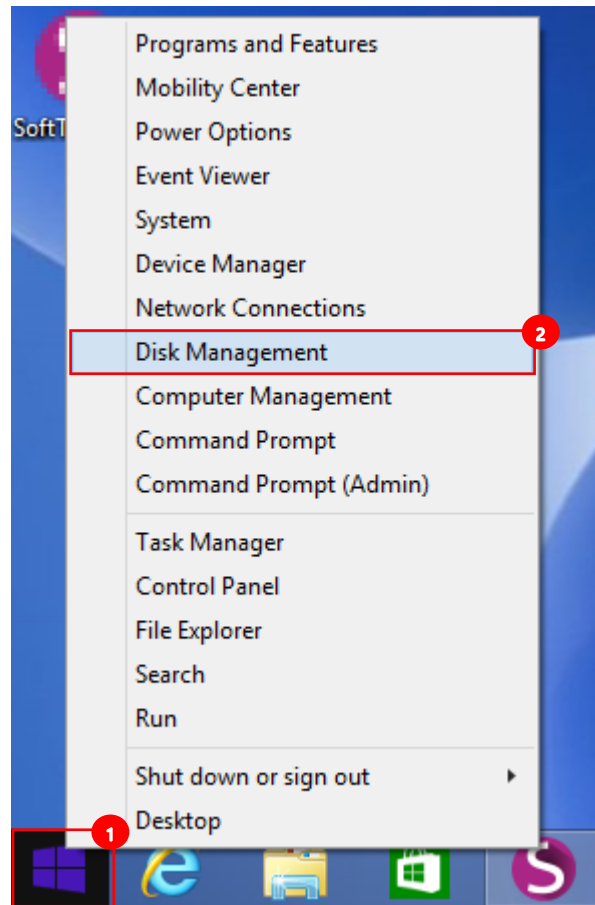 Programs and Features
Mobility Center
SoftT
Power Options
Event Viewer
System
Device Manager
Network Connections
2
Disk Management
Computer Management
Command Prompt
Command Prompt (Admin)
Task Manager
Control Panel
File Explorer
Search
Run
Shut down or sign out
1
Desktop
S